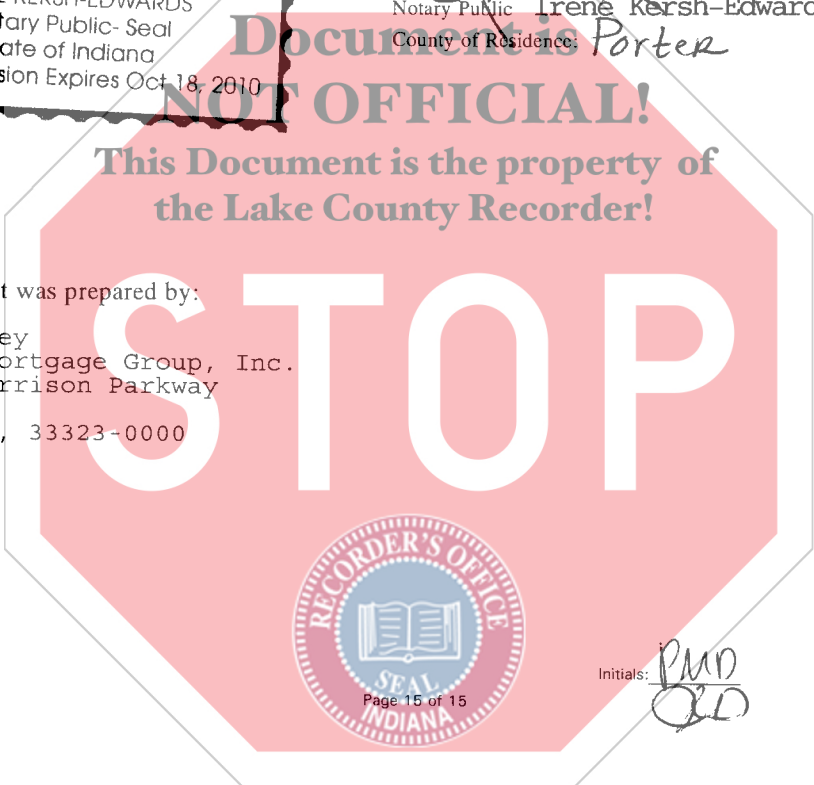 KERSH-EDWARDS
tary Public- Seal
ate of Indiana
sion Expires Oct 18, 2010
Notary Public Irene Kersh-Edward
County of Residence: Porter
Document is
NOT OFFICIAL!
This Document is the property of
the Lake County Recorder!
STOP
t was prepared by:
ey
ortgage Group, Inc.
rrison Parkway
, 33323-0000
RECORDER'S OFFICE
SEAL
INDIANA
Page 15 of 15
Initials: PMD